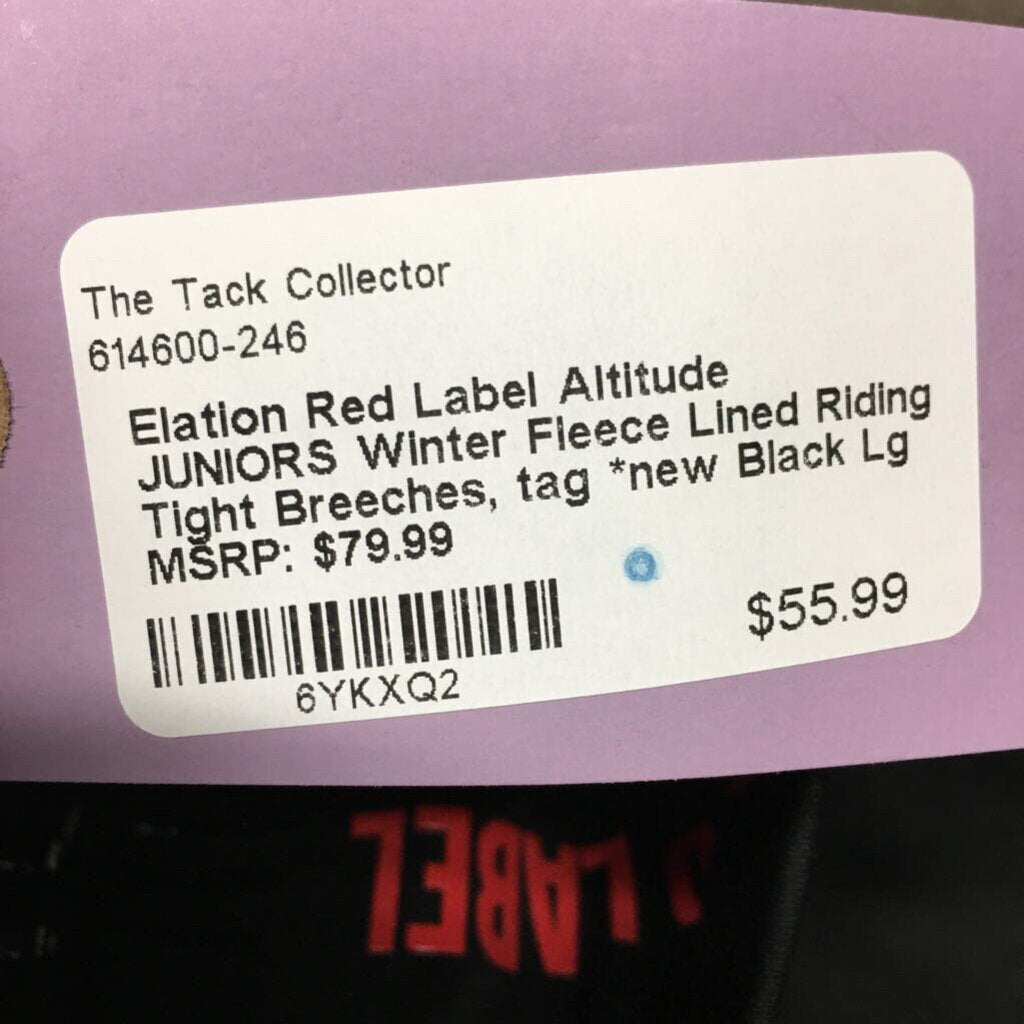 The Tack Collector
614600-246
Elation Red Label Altitude
JUNIORS Winter Fleece Lined Riding
Tight Breeches, tag *new Black Lg
MSRP: $79.99
$55.99
6YKXQ2
LABEL